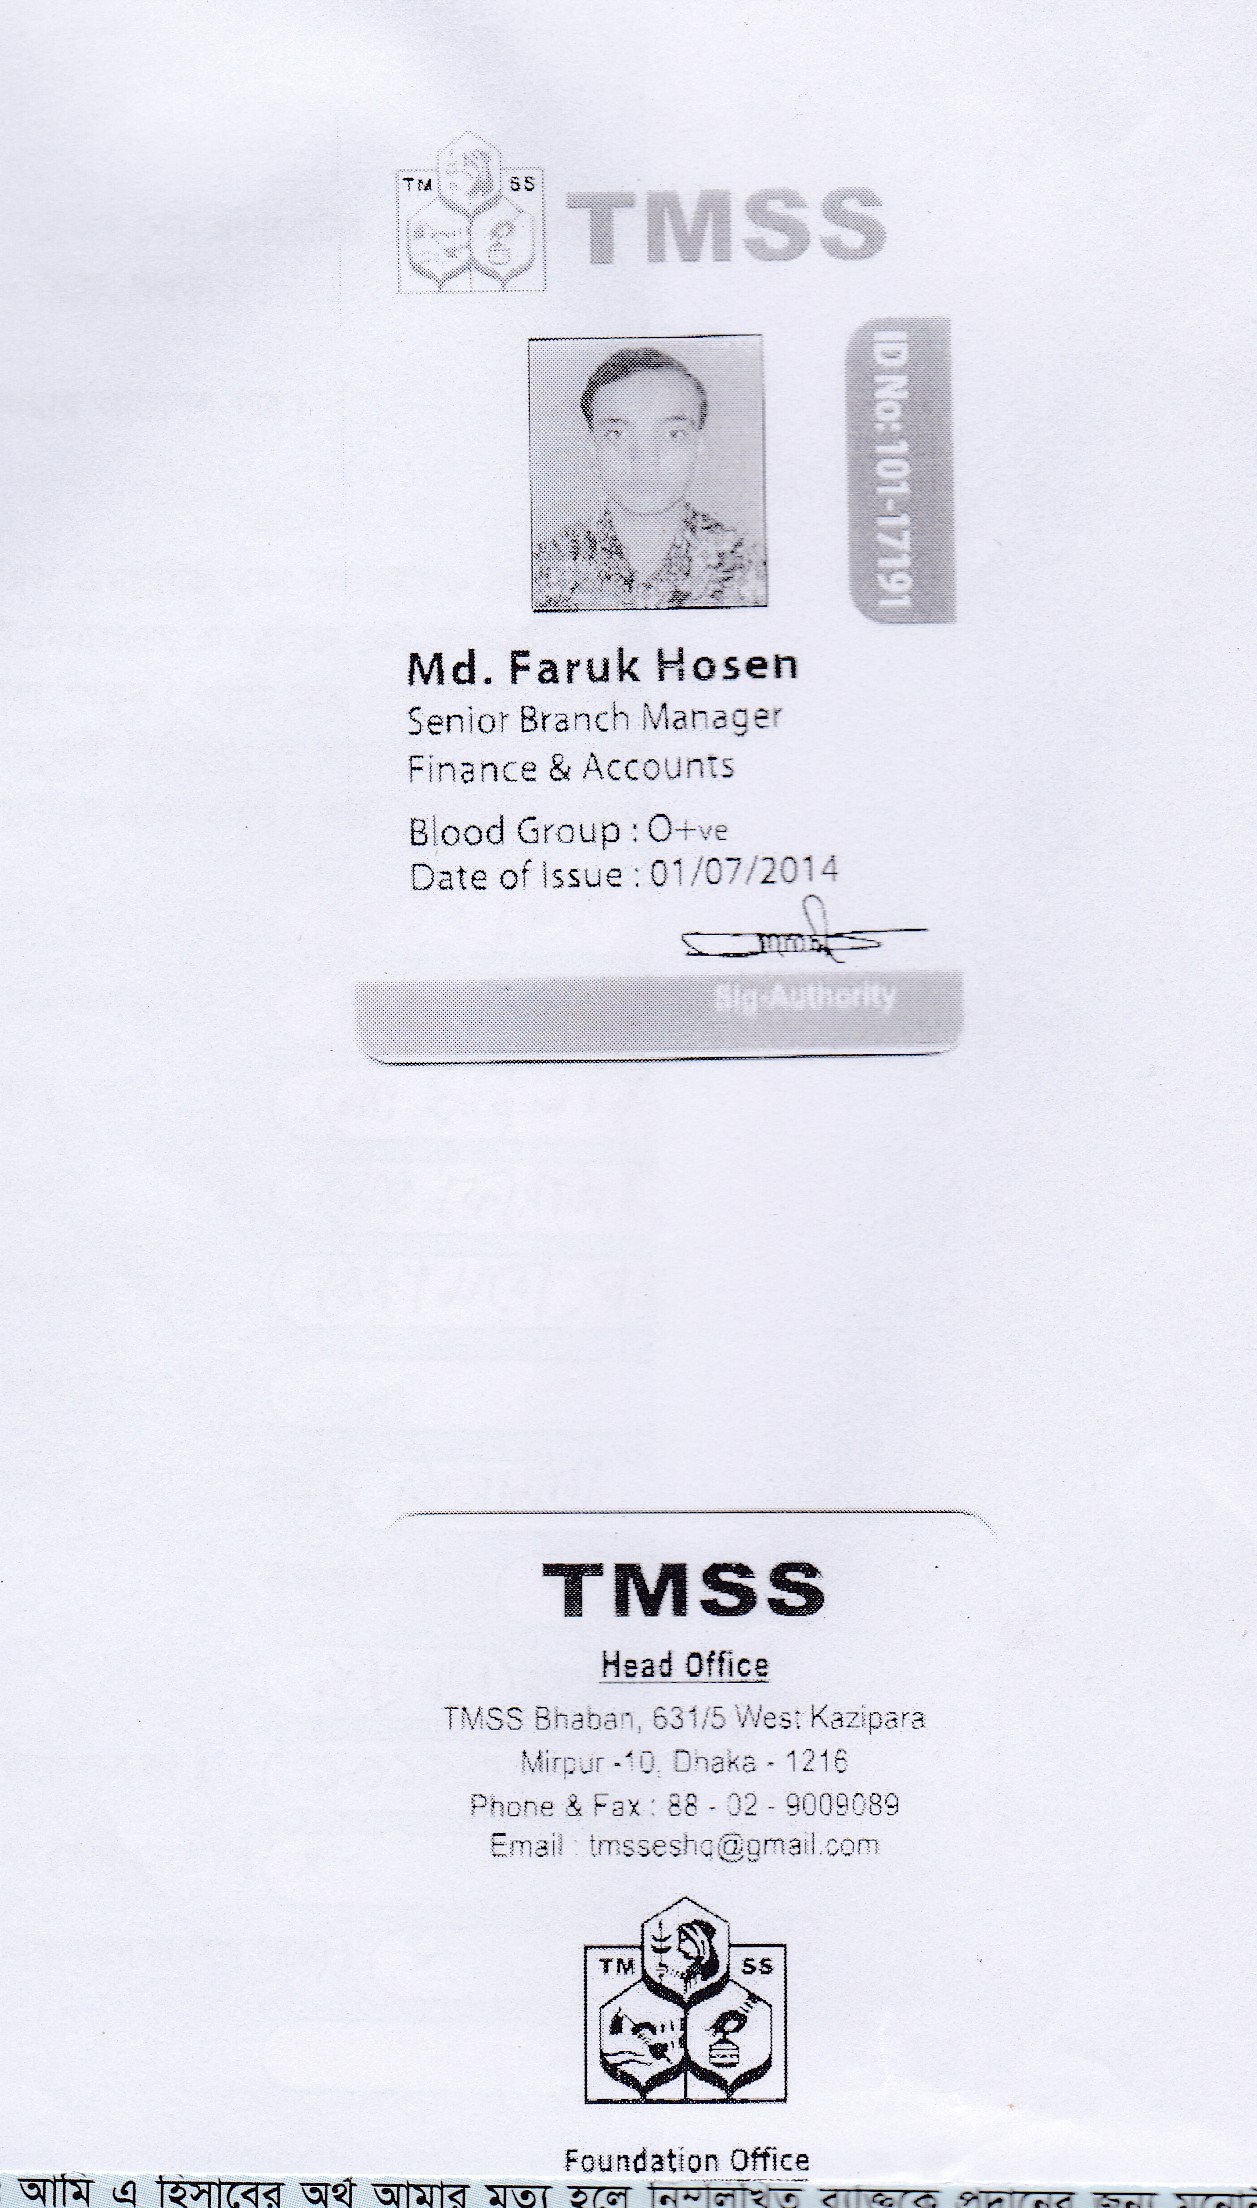 TM SS
TMSS
ID No: 101-17191
Md. Faruk Hosen
Senior Branch Manager
Finance & Accounts
Blood Group : O+ve
Date of Issue : 01/07/2014
Sig-Authority
TMSS
Head Office
TMSS Bhaban, 631/5 West Kazipara
Mirpur -10, Dhaka - 1216
Phone & Fax : 88 - 02 - 9009089
Email : tmsseshq@gmail.com
TM SS
Foundation Office
আমি এ হিসাবের অর্থ আমার মৃত্যু হলে নিম্নলিখিত ব্যক্তিকে প্রদানের জন্য